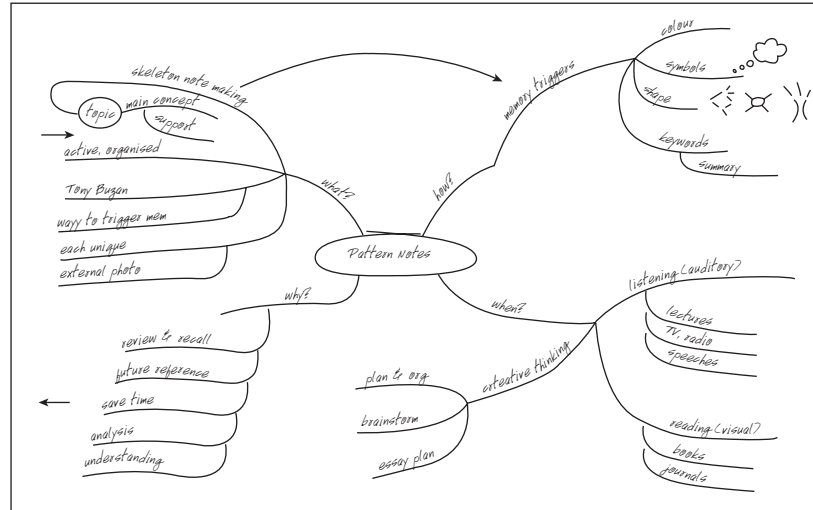 Pattern Notes
what?
skeleton note making
topic
main concept
support
active, organised
Tony Buzan
wayy to trigger mem
each unique
external photo
how?
memory triggers
colour
symbols
shape
keywords
summary
when?
listening (auditory)
lectures
TV, radio
speeches
reading (visual)
books
journals
creative thinking
plan & org
brainstorm
essay plan
why?
review & recall
future reference
save time
analysis
understanding